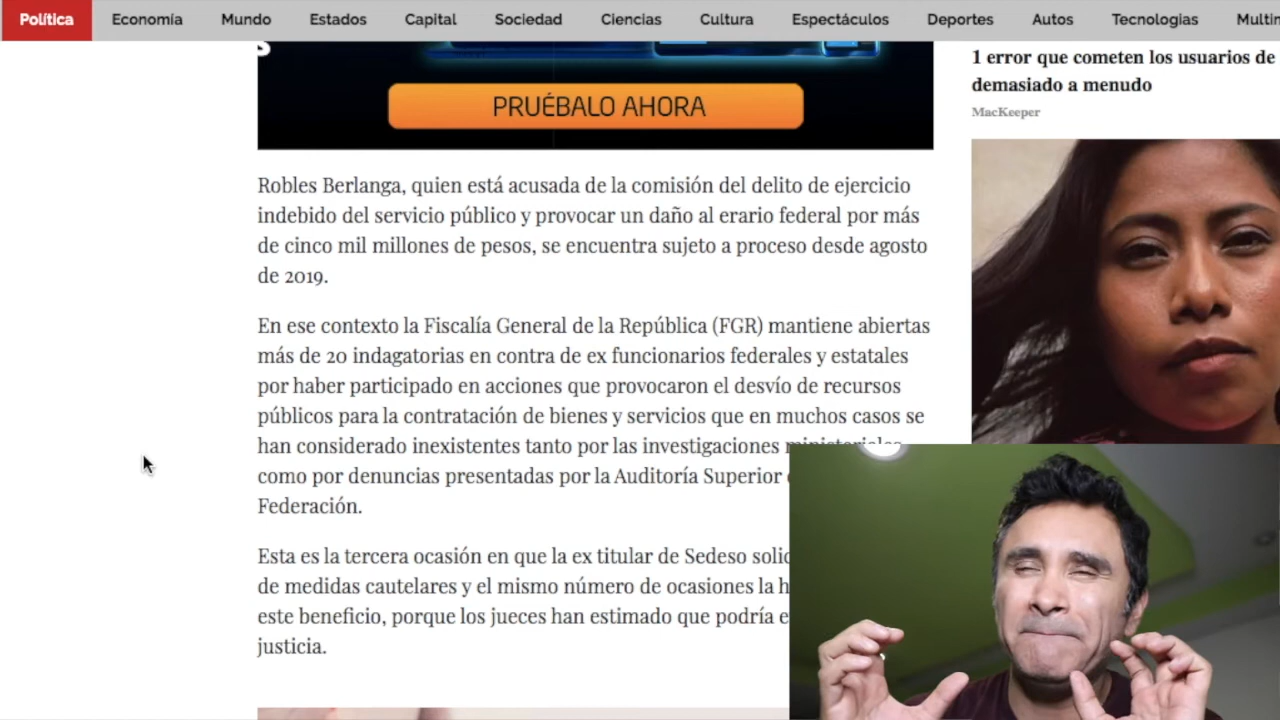 Política Economía Mundo Estados Capital Sociedad Ciencias Cultura Espectáculos Deportes Autos Tecnologias
1 error que cometen los usuarios de
demasiado a menudo
MacKeeper
PRUÉBALO AHORA
Robles Berlanga, quien está acusada de la comisión del delito de ejercicio
indebido del servicio público y provocar un daño al erario federal por más
de cinco mil millones de pesos, se encuentra sujeto a proceso desde agosto
de 2019.
En ese contexto la Fiscalía General de la República (FGR) mantiene abiertas
más de 20 indagatorias en contra de ex funcionarios federales y estatales
por haber participado en acciones que provocaron el desvío de recursos
públicos para la contratación de bienes y servicios que en muchos casos se
han considerado inexistentes tanto por las investigaciones ministeriales
como por denuncias presentadas por la Auditoría Superior
Federación.
Esta es la tercera ocasión en que la ex titular de Sedeso
de medidas cautelares y el mismo número de ocasiones la
este beneficio, porque los jueces han estimado que podría
justicia.